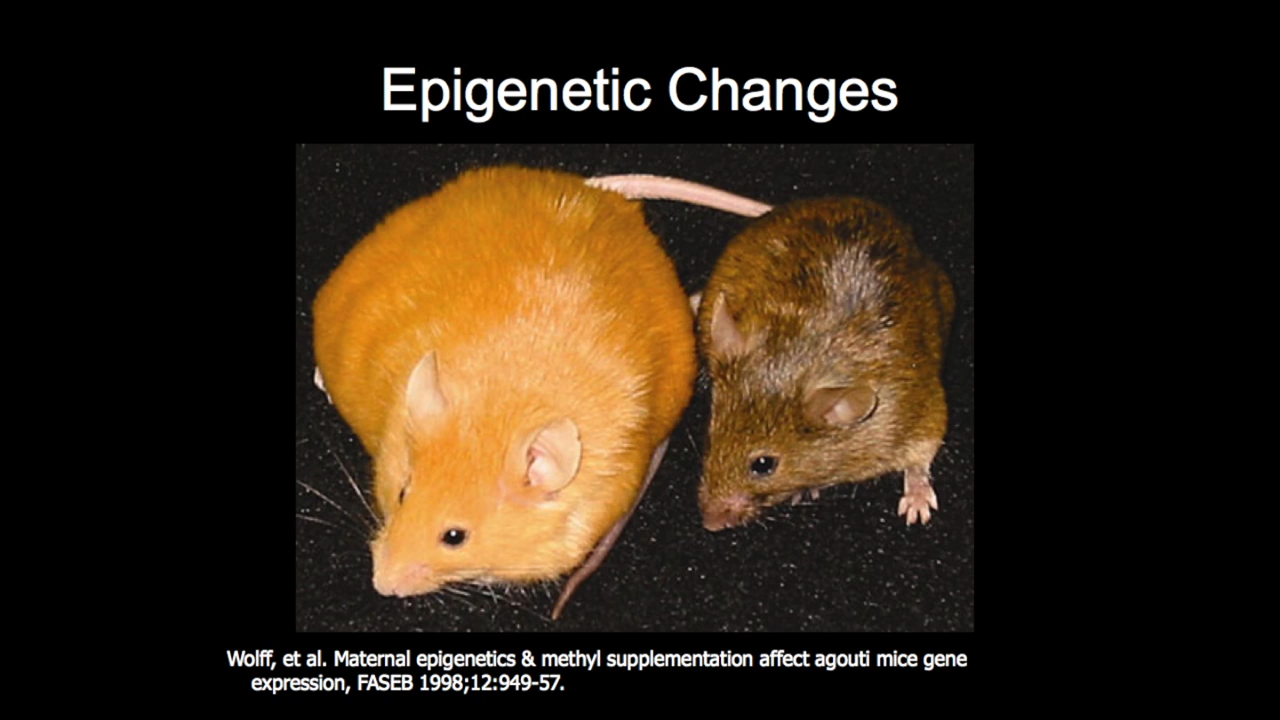 Epigenetic Changes
Wolff, et al. Maternal epigenetics & methyl supplementation affect agouti mice gene
expression, FASEB 1998;12:949-57.